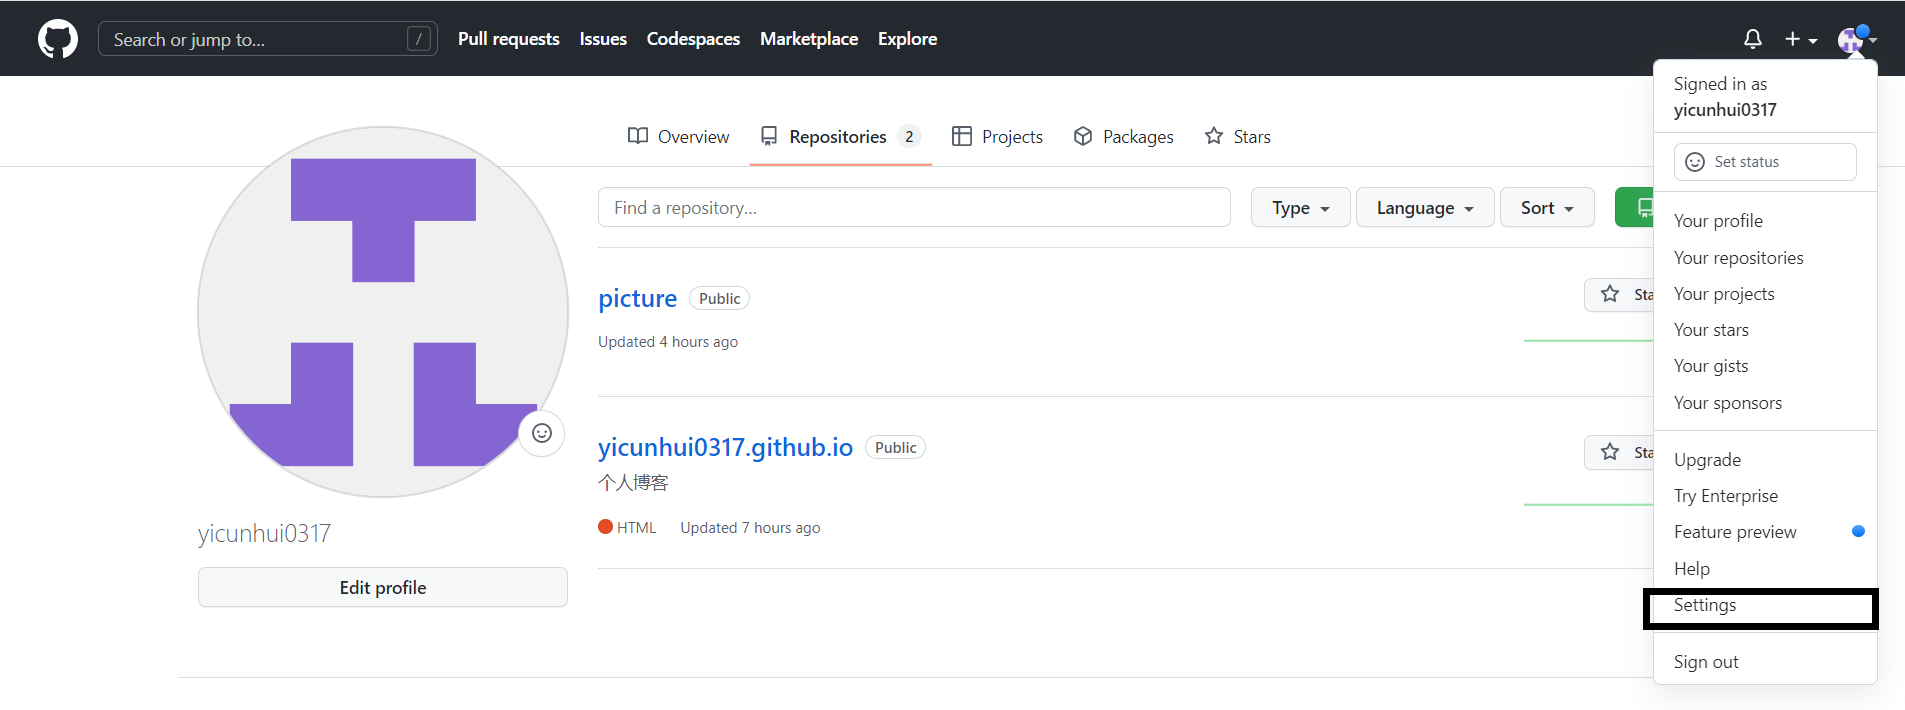 Search or jump to... /
Pull requests Issues Codespaces Marketplace Explore
Signed in as
yicunhui0317
Set status
Your profile
Your repositories
Your projects
Your stars
Your gists
Your sponsors
Upgrade
Try Enterprise
Feature preview
Help
Settings
Sign out
Overview Repositories 2 Projects Packages Stars
Find a repository... Type Language Sort
picture Public
Sta
Updated 4 hours ago
yicunhui0317.github.io Public
Sta
个人博客
HTML Updated 7 hours ago
yicunhui0317
Edit profile